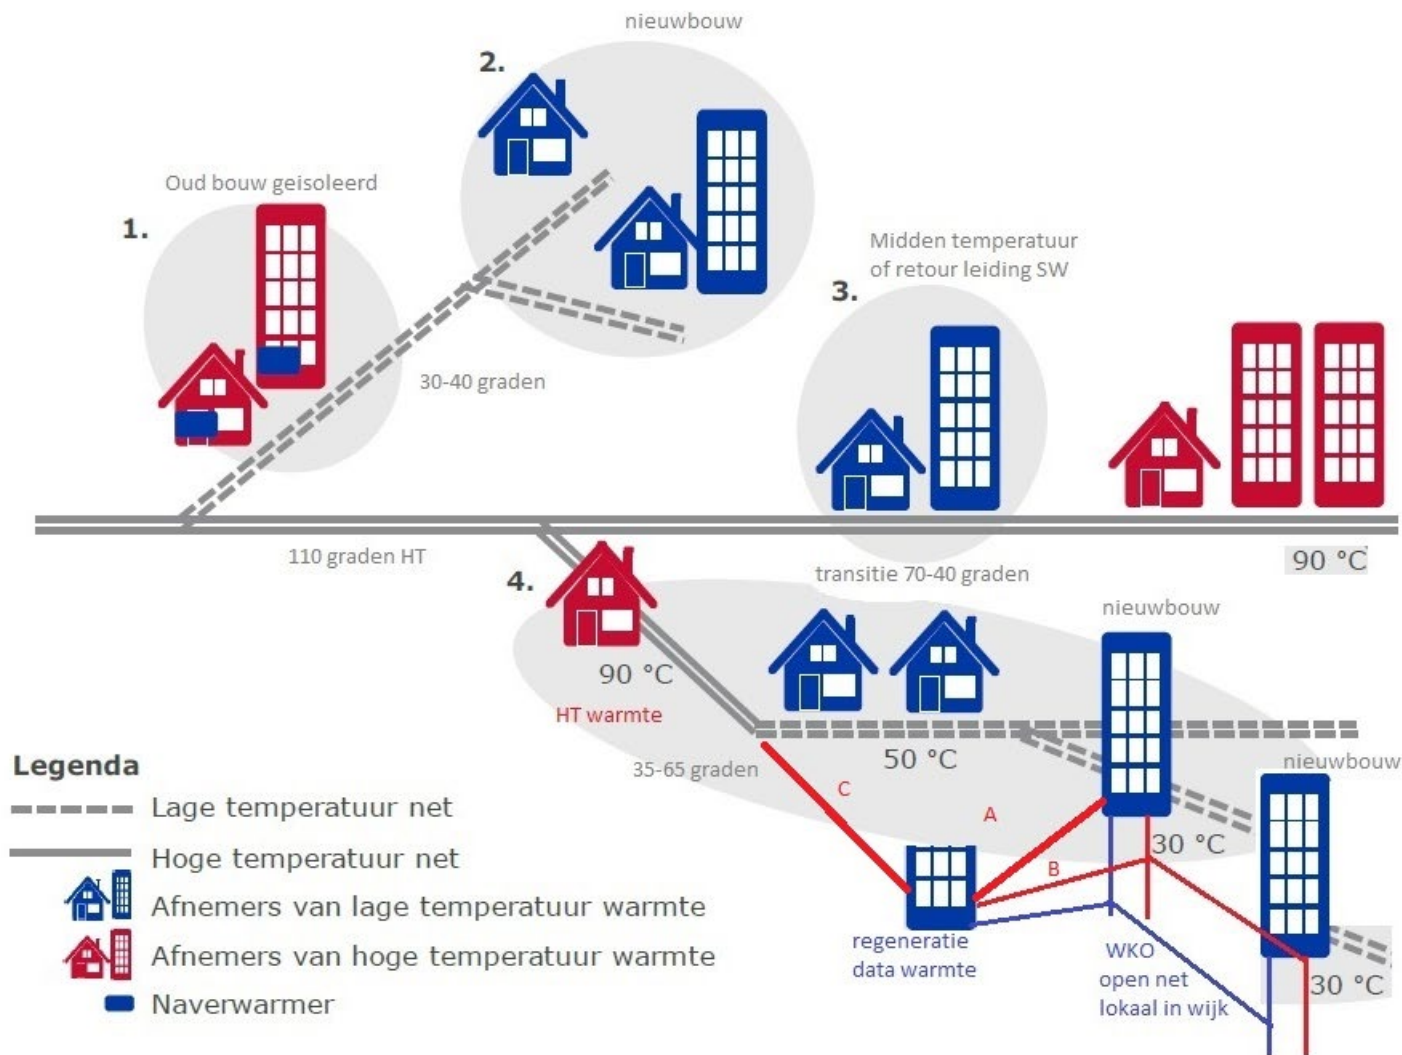 nieuwbouw
2.
Oud bouw geisoleerd
1.
Midden temperatuur
of retour leiding SW
3.
30-40 graden
110 graden HT
90 °C
4.
transitie 70-40 graden
nieuwbouw
90 °C
HT warmte
35-65 graden
50 °C
nieuwbouw
C
A
B
30 °C
regeneratie
data warmte
WKO
open net
lokaal in wijk
30 °C
Legenda
Lage temperatuur net
Hoge temperatuur net
Afnemers van lage temperatuur warmte
Afnemers van hoge temperatuur warmte
Naverwarmer